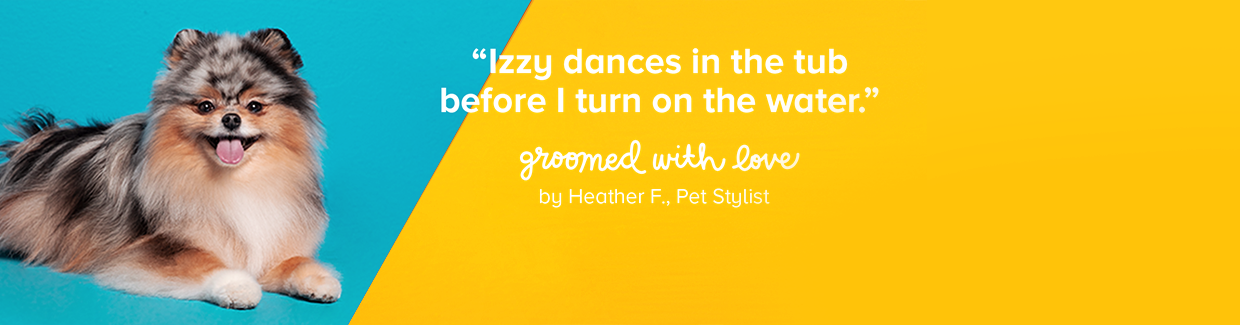 “Izzy dances in the tub
before I turn on the water.”
groomed with love
by Heather F., Pet Stylist